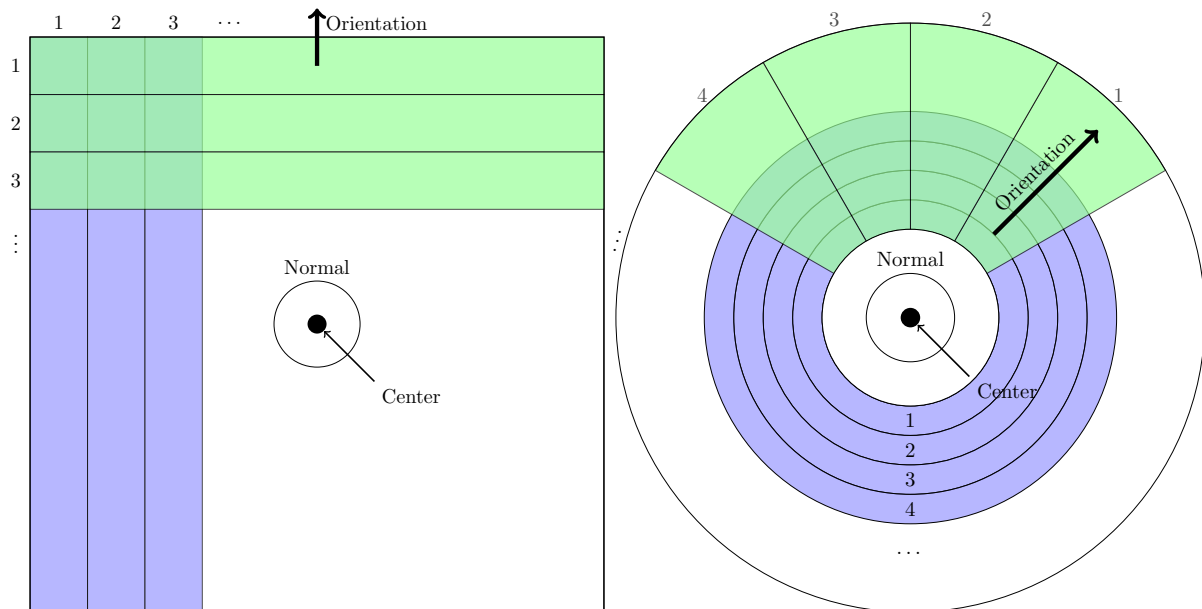 1 2 3 ...
Orientation
1
2
3
⋮
Normal
Center
3 2
4 1
Orientation
⋮
Normal
Center
1
2
3
4
...